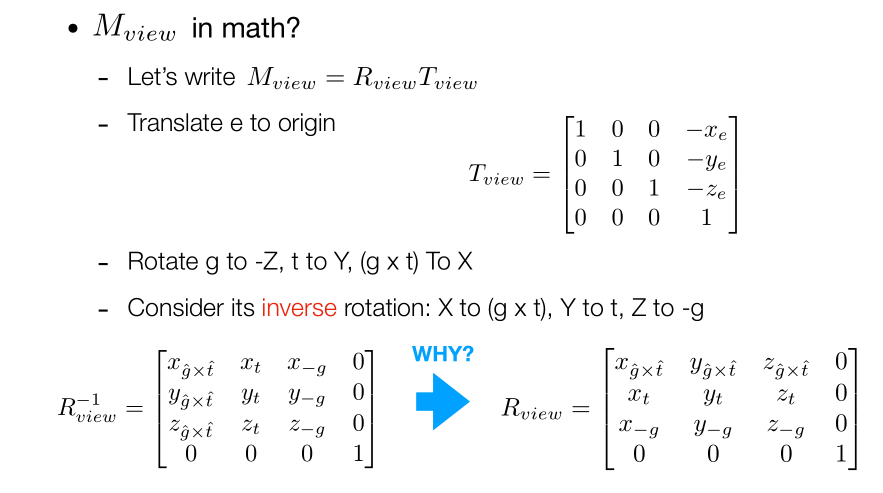 • $M_{view}$ in math?
- Let's write $M_{view} = R_{view}T_{view}$
- Translate e to origin
$T_{view} = \begin{bmatrix} 1 & 0 & 0 & -x_e \\ 0 & 1 & 0 & -y_e \\ 0 & 0 & 1 & -z_e \\ 0 & 0 & 0 & 1 \end{bmatrix}$
- Rotate g to -Z, t to Y, (g x t) To X
- Consider its inverse rotation: X to (g x t), Y to t, Z to -g
$R_{view}^{-1} = \begin{bmatrix} x_{\hat{g}\times\hat{t}} & x_t & x_{-g} & 0 \\ y_{\hat{g}\times\hat{t}} & y_t & y_{-g} & 0 \\ z_{\hat{g}\times\hat{t}} & z_t & z_{-g} & 0 \\ 0 & 0 & 0 & 1 \end{bmatrix}$
WHY?
$R_{view} = \begin{bmatrix} x_{\hat{g}\times\hat{t}} & y_{\hat{g}\times\hat{t}} & z_{\hat{g}\times\hat{t}} & 0 \\ x_t & y_t & z_t & 0 \\ x_{-g} & y_{-g} & z_{-g} & 0 \\ 0 & 0 & 0 & 1 \end{bmatrix}$